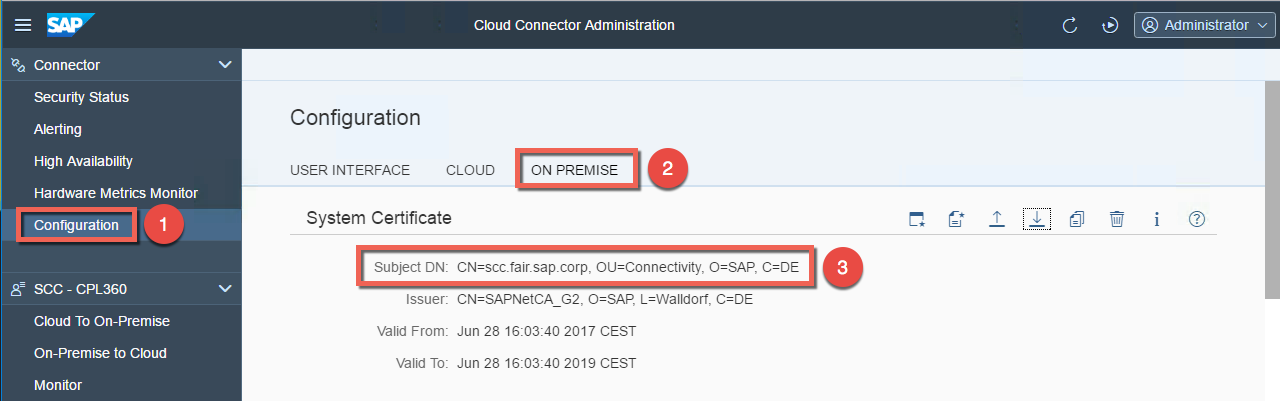 SAP Cloud Connector Administration Administrator
Connector
Security Status
Alerting
High Availability
Hardware Metrics Monitor
Configuration 1
SCC - CPL360
Cloud To On-Premise
On-Premise to Cloud
Monitor
Configuration
USER INTERFACE CLOUD ON PREMISE 2
System Certificate
Subject DN: CN=scc.fair.sap.corp, OU=Connectivity, O=SAP, C=DE 3
Issuer: CN=SAPNetCA_G2, O=SAP, L=Walldorf, C=DE
Valid From: Jun 28 16:03:40 2017 CEST
Valid To: Jun 28 16:03:40 2019 CEST